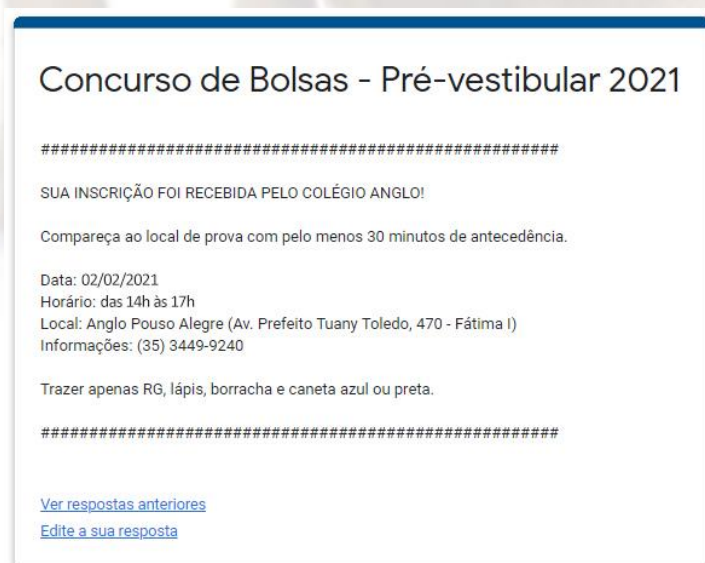 Concurso de Bolsas - Pré-vestibular 2021
######################################################
SUA INSCRIÇÃO FOI RECEBIDA PELO COLÉGIO ANGLO!
Compareça ao local de prova com pelo menos 30 minutos de antecedência.
Data: 02/02/2021
Horário: das 14h às 17h
Local: Anglo Pouso Alegre (Av. Prefeito Tuany Toledo, 470 - Fátima I)
Informações: (35) 3449-9240
Trazer apenas RG, lápis, borracha e caneta azul ou preta.
######################################################
Ver respostas anteriores
Edite a sua resposta